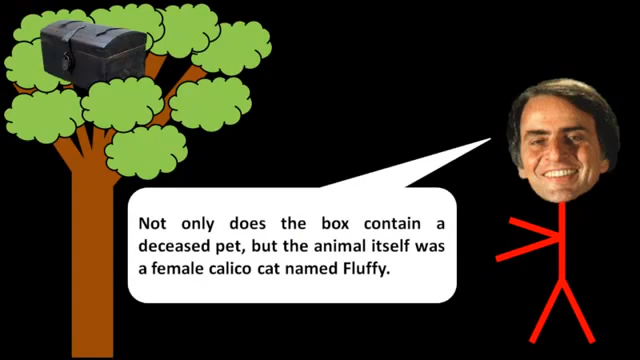 Not only does the box contain a
deceased pet, but the animal itself was
a female calico cat named Fluffy.